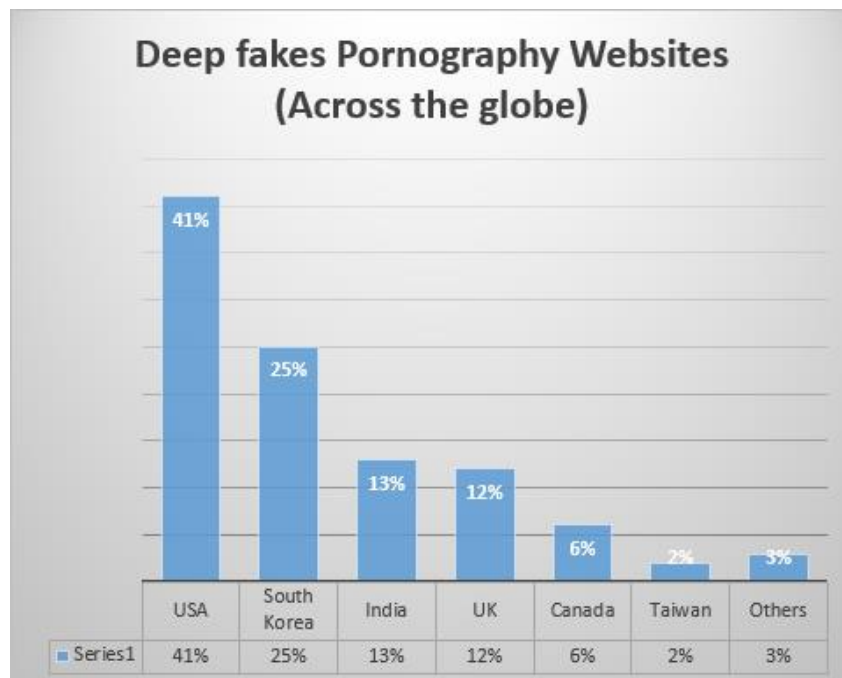 Deep fakes Pornography Websites
(Across the globe)
41%
25%
13%
12%
6%
2%
3%
USA
South
Korea
India
UK
Canada
Taiwan
Others
Series1 41% 25% 13% 12% 6% 2% 3%